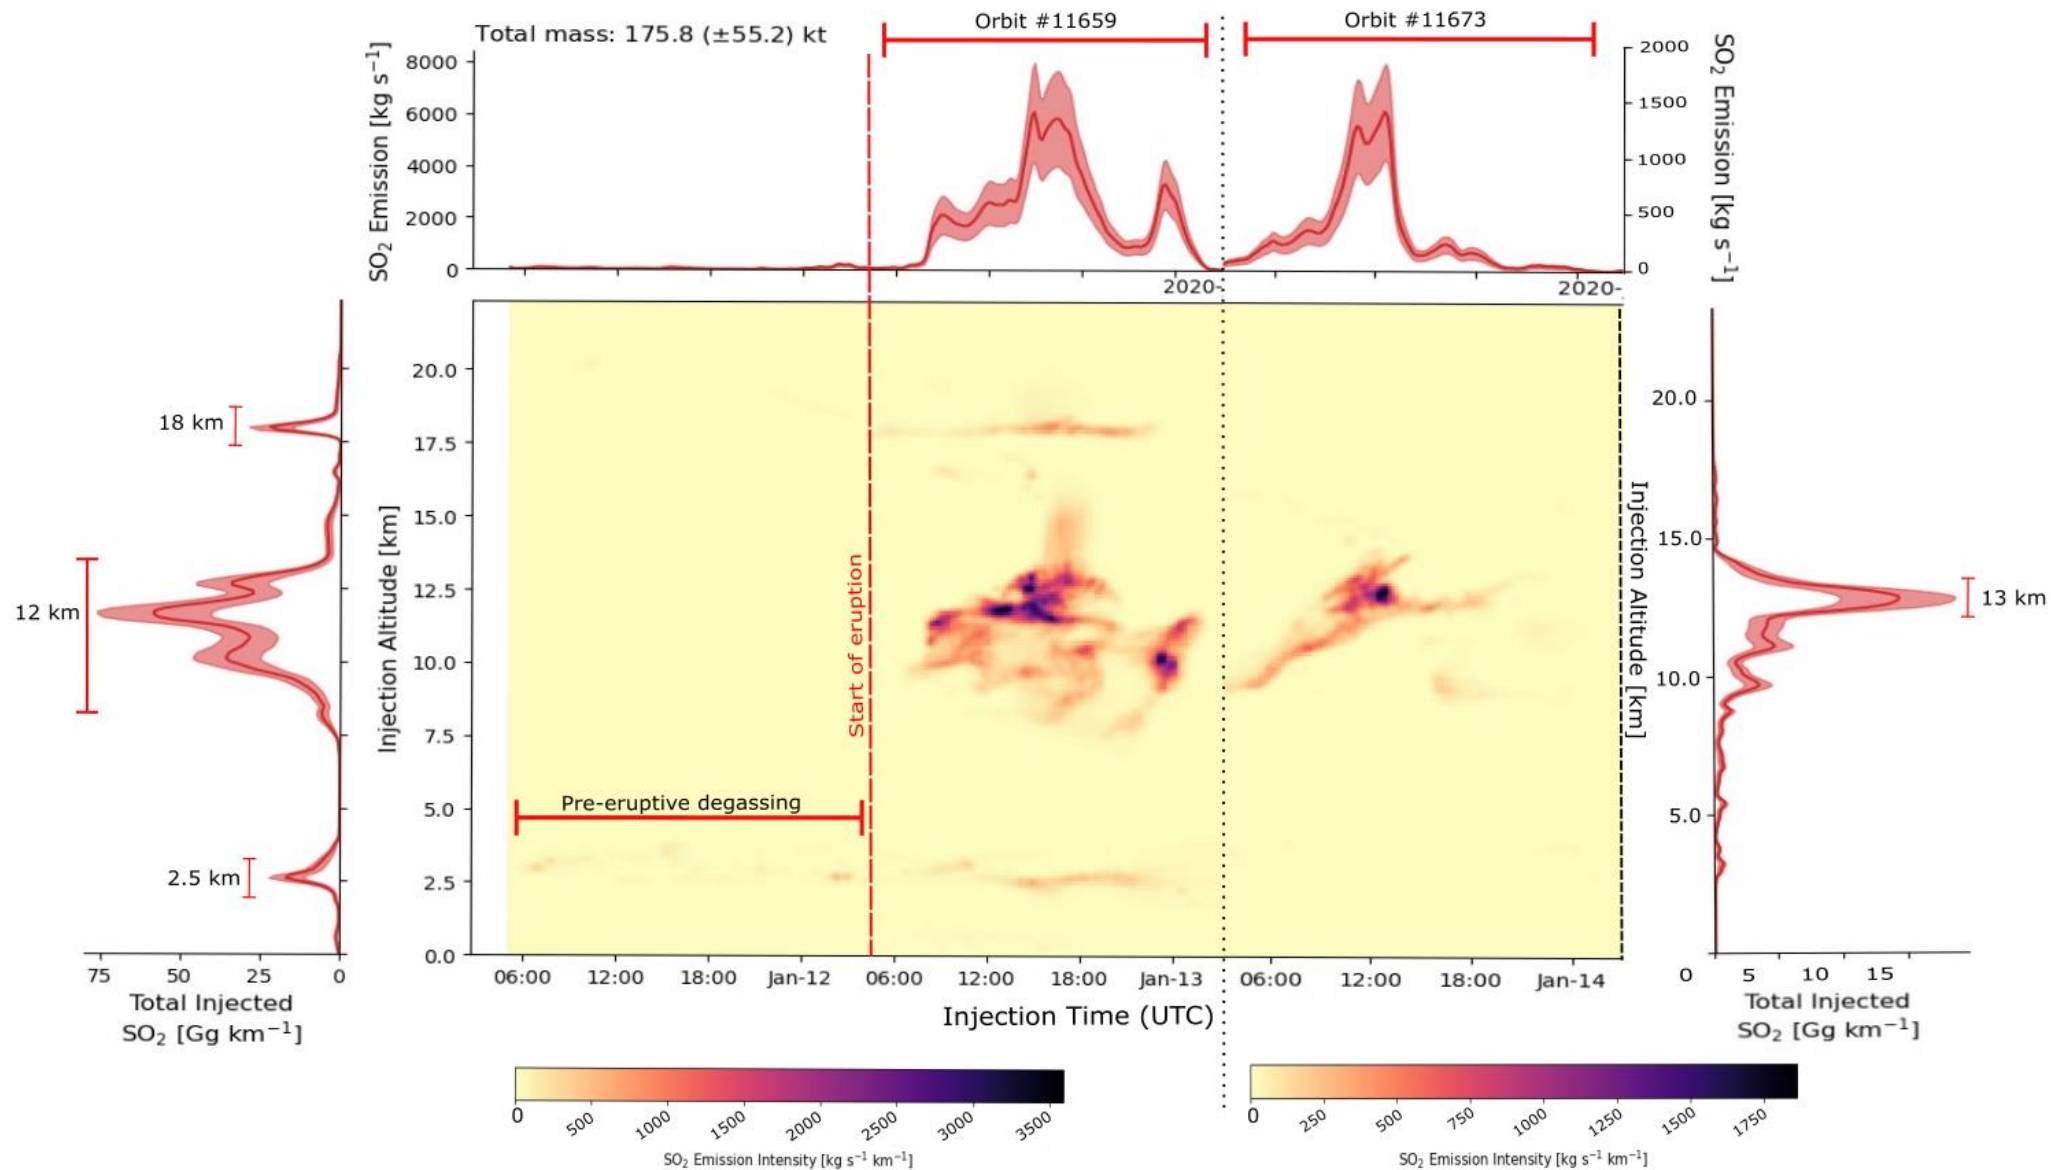 Total mass: 175.8 (±55.2) kt
Orbit #11659
Orbit #11673
SO₂ Emission [kg s⁻¹]
8000
6000
4000
2000
0
2000
1500
1000
500
0
SO₂ Emission [kg s⁻¹]
2020-
2020-
18 km
12 km
2.5 km
75 50 25 0
Total Injected
SO₂ [Gg km⁻¹]
Injection Altitude [km]
20.0
17.5
15.0
12.5
10.0
7.5
5.0
2.5
0.0
Start of eruption
Pre-eruptive degassing
06:00 12:00 18:00 Jan-12 06:00 12:00 18:00 Jan-13 06:00 12:00 18:00 Jan-14
Injection Time (UTC)
Injection Altitude [km]
20.0
15.0
10.0
5.0
13 km
0 5 10 15
Total Injected
SO₂ [Gg km⁻¹]
0 500 1000 1500 2000 2500 3000 3500
SO₂ Emission Intensity [kg s⁻¹ km⁻¹]
0 250 500 750 1000 1250 1500 1750
SO₂ Emission Intensity [kg s⁻¹ km⁻¹]